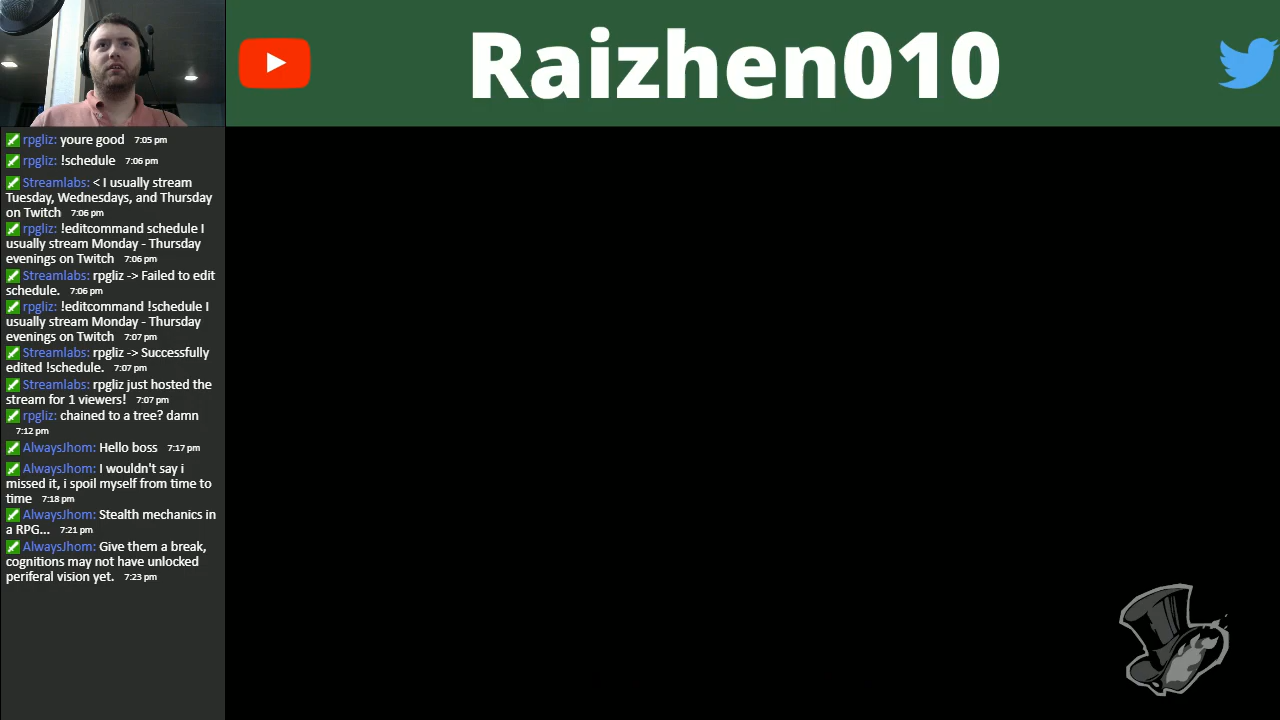 Raizhen010
rpgliz: youre good 7:05 pm
rpgliz: !schedule 7:06 pm
Streamlabs: < I usually stream
Tuesday, Wednesdays, and Thursday
on Twitch 7:06 pm
rpgliz: !editcommand schedule I
usually stream Monday - Thursday
evenings on Twitch 7:06 pm
Streamlabs: rpgliz -> Failed to edit
schedule. 7:06 pm
rpgliz: !editcommand !schedule I
usually stream Monday - Thursday
evenings on Twitch 7:07 pm
Streamlabs: rpgliz -> Successfully
edited !schedule. 7:07 pm
Streamlabs: rpgliz just hosted the
stream for 1 viewers! 7:07 pm
rpgliz: chained to a tree? damn
7:12 pm
AlwaysJhom: Hello boss 7:17 pm
AlwaysJhom: I wouldn't say i
missed it, i spoil myself from time to
time 7:18 pm
AlwaysJhom: Stealth mechanics in
a RPG... 7:21 pm
AlwaysJhom: Give them a break,
cognitions may not have unlocked
periferal vision yet. 7:23 pm